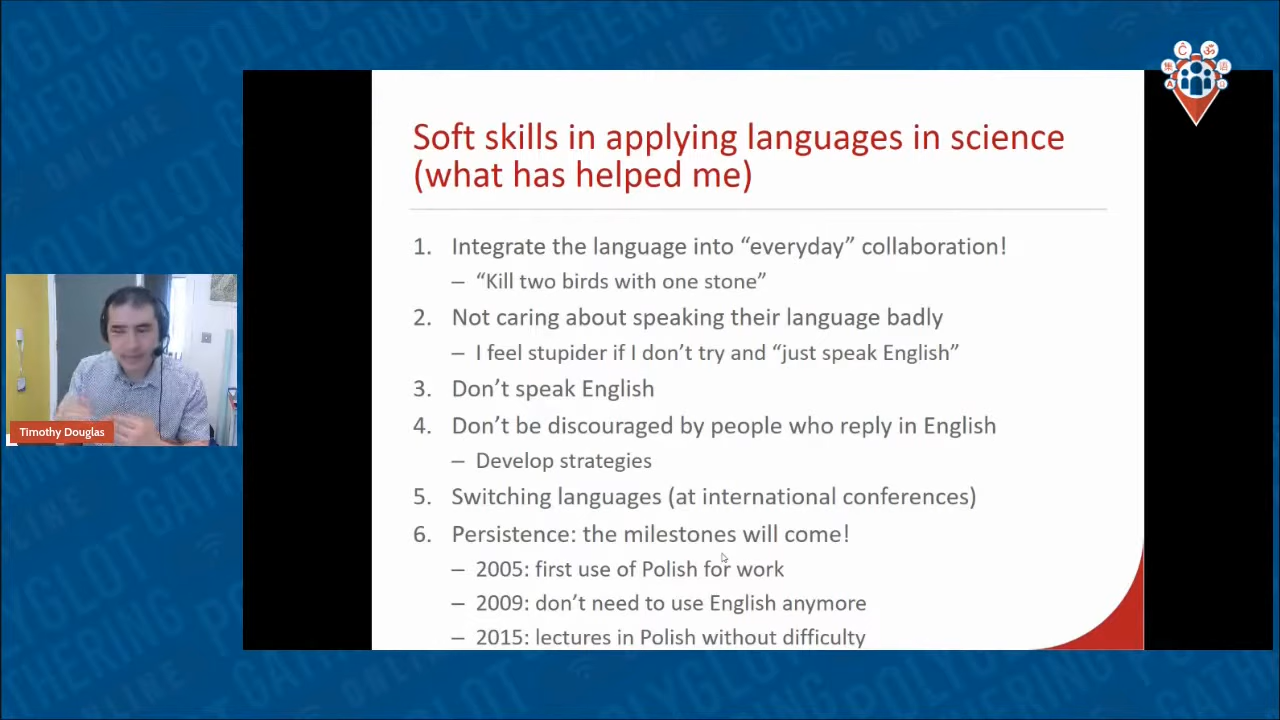 Soft skills in applying languages in science
(what has helped me)
1. Integrate the language into “everyday” collaboration!
– “Kill two birds with one stone”
2. Not caring about speaking their language badly
– I feel stupider if I don’t try and “just speak English”
3. Don’t speak English
4. Don’t be discouraged by people who reply in English
– Develop strategies
5. Switching languages (at international conferences)
6. Persistence: the milestones will come!
– 2005: first use of Polish for work
– 2009: don’t need to use English anymore
– 2015: lectures in Polish without difficulty
Timothy Douglas
POLYGLOT
GATHERING
ONLINE